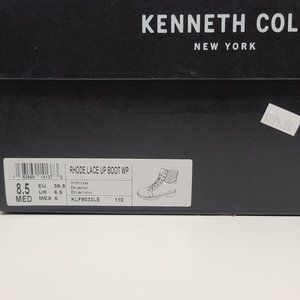 KENNETH COL
NEW YORK
RHODE LACE UP BOOT WP
8.5
MED
EU 39.5
UK 6.5
MEX 6
White
Blanc
Blanco
KLF9033LE 110